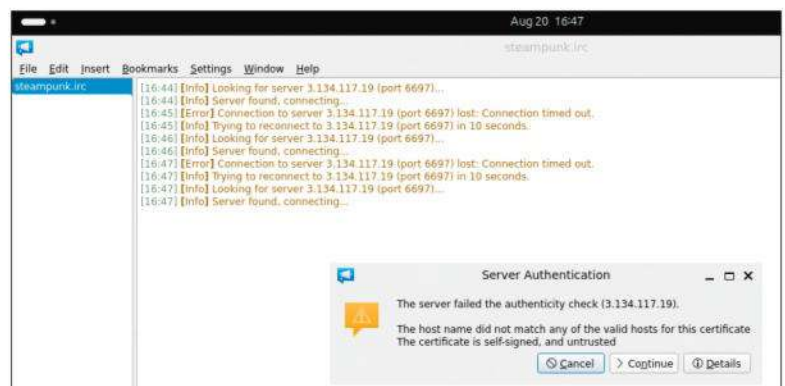 Aug 20 16:47
steampunk.irc
File Edit Insert Bookmarks Settings Window Help
steampunk.irc
[16:44] [Info] Looking for server 3.134.117.19 (port 6697)...
[16:44] [Info] Server found, connecting...
[16:45] [Error] Connection to server 3.134.117.19 (port 6697) lost: Connection timed out.
[16:45] [Info] Trying to reconnect to 3.134.117.19 (port 6697) in 10 seconds.
[16:46] [Info] Looking for server 3.134.117.19 (port 6697)...
[16:46] [Info] Server found, connecting...
[16:47] [Error] Connection to server 3.134.117.19 (port 6697) lost: Connection timed out.
[16:47] [Info] Trying to reconnect to 3.134.117.19 (port 6697) in 10 seconds.
[16:47] [Info] Looking for server 3.134.117.19 (port 6697)...
[16:47] [Info] Server found, connecting...
Server Authentication
The server failed the authenticity check (3.134.117.19).
The host name did not match any of the valid hosts for this certificate
The certificate is self-signed, and untrusted
Cancel Continue Details